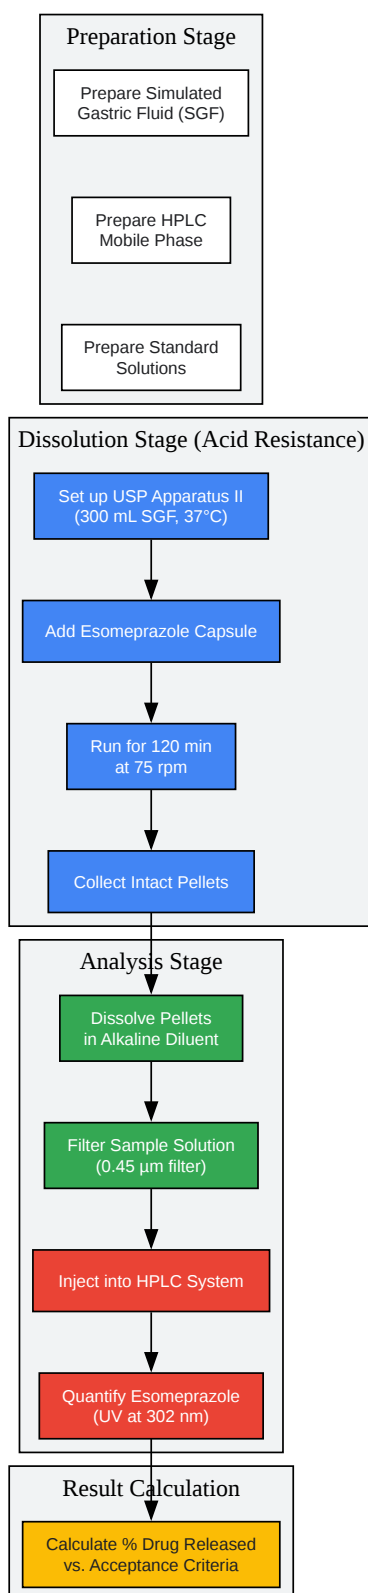 Preparation Stage
Prepare Simulated
Gastric Fluid (SGF)
Prepare HPLC
Mobile Phase
Prepare Standard
Solutions
Dissolution Stage (Acid Resistance)
Set up USP Apparatus II
(300 mL SGF, 37°C)
Add Esomeprazole Capsule
Run for 120 min
at 75 rpm
Collect Intact Pellets
Analysis Stage
Dissolve Pellets
in Alkaline Diluent
Filter Sample Solution
(0.45 µm filter)
Inject into HPLC System
Quantify Esomeprazole
(UV at 302 nm)
Result Calculation
Calculate % Drug Released
vs. Acceptance Criteria